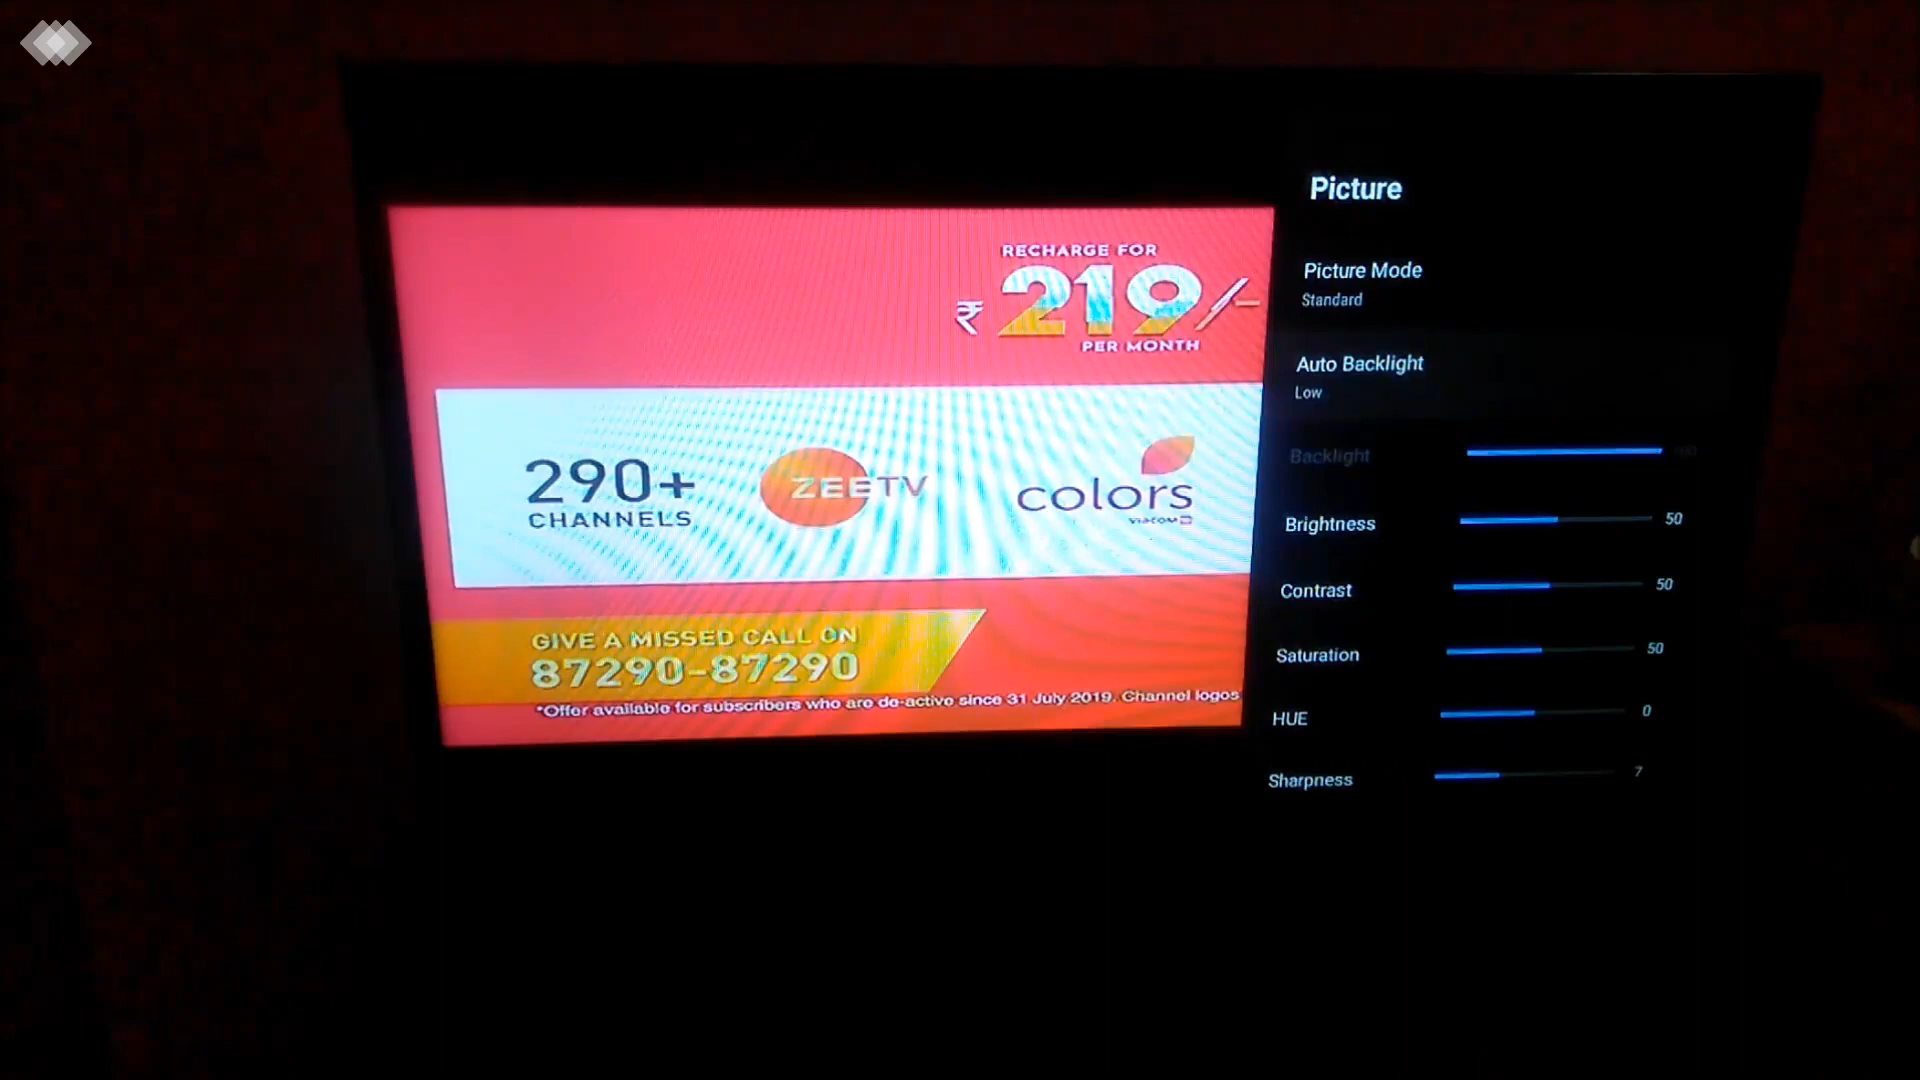 RECHARGE FOR
₹ 219/-
PER MONTH
290+
CHANNELS
ZEETV
colors
VIACOM18
GIVE A MISSED CALL ON
87290-87290
*Offer available for subscribers who are de-active since 31 July 2019. Channel logos
Picture
Picture Mode
Standard
Auto Backlight
Low
Backlight 100
Brightness 50
Contrast 50
Saturation 50
HUE 0
Sharpness 7